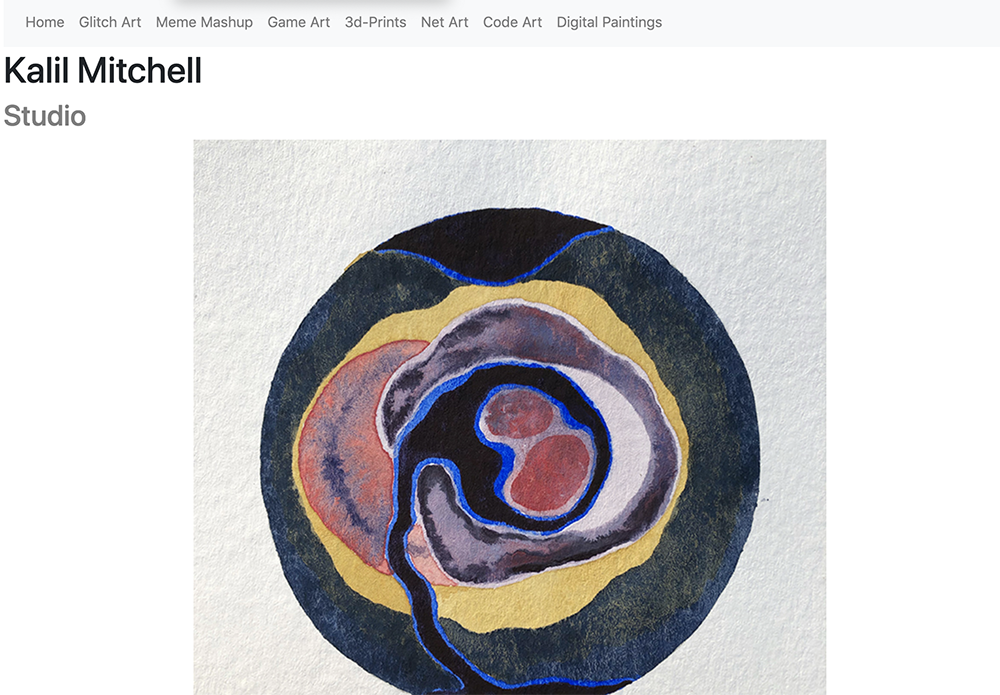 Home Glitch Art Meme Mashup Game Art 3d-Prints Net Art Code Art Digital Paintings
Kalil Mitchell
Studio